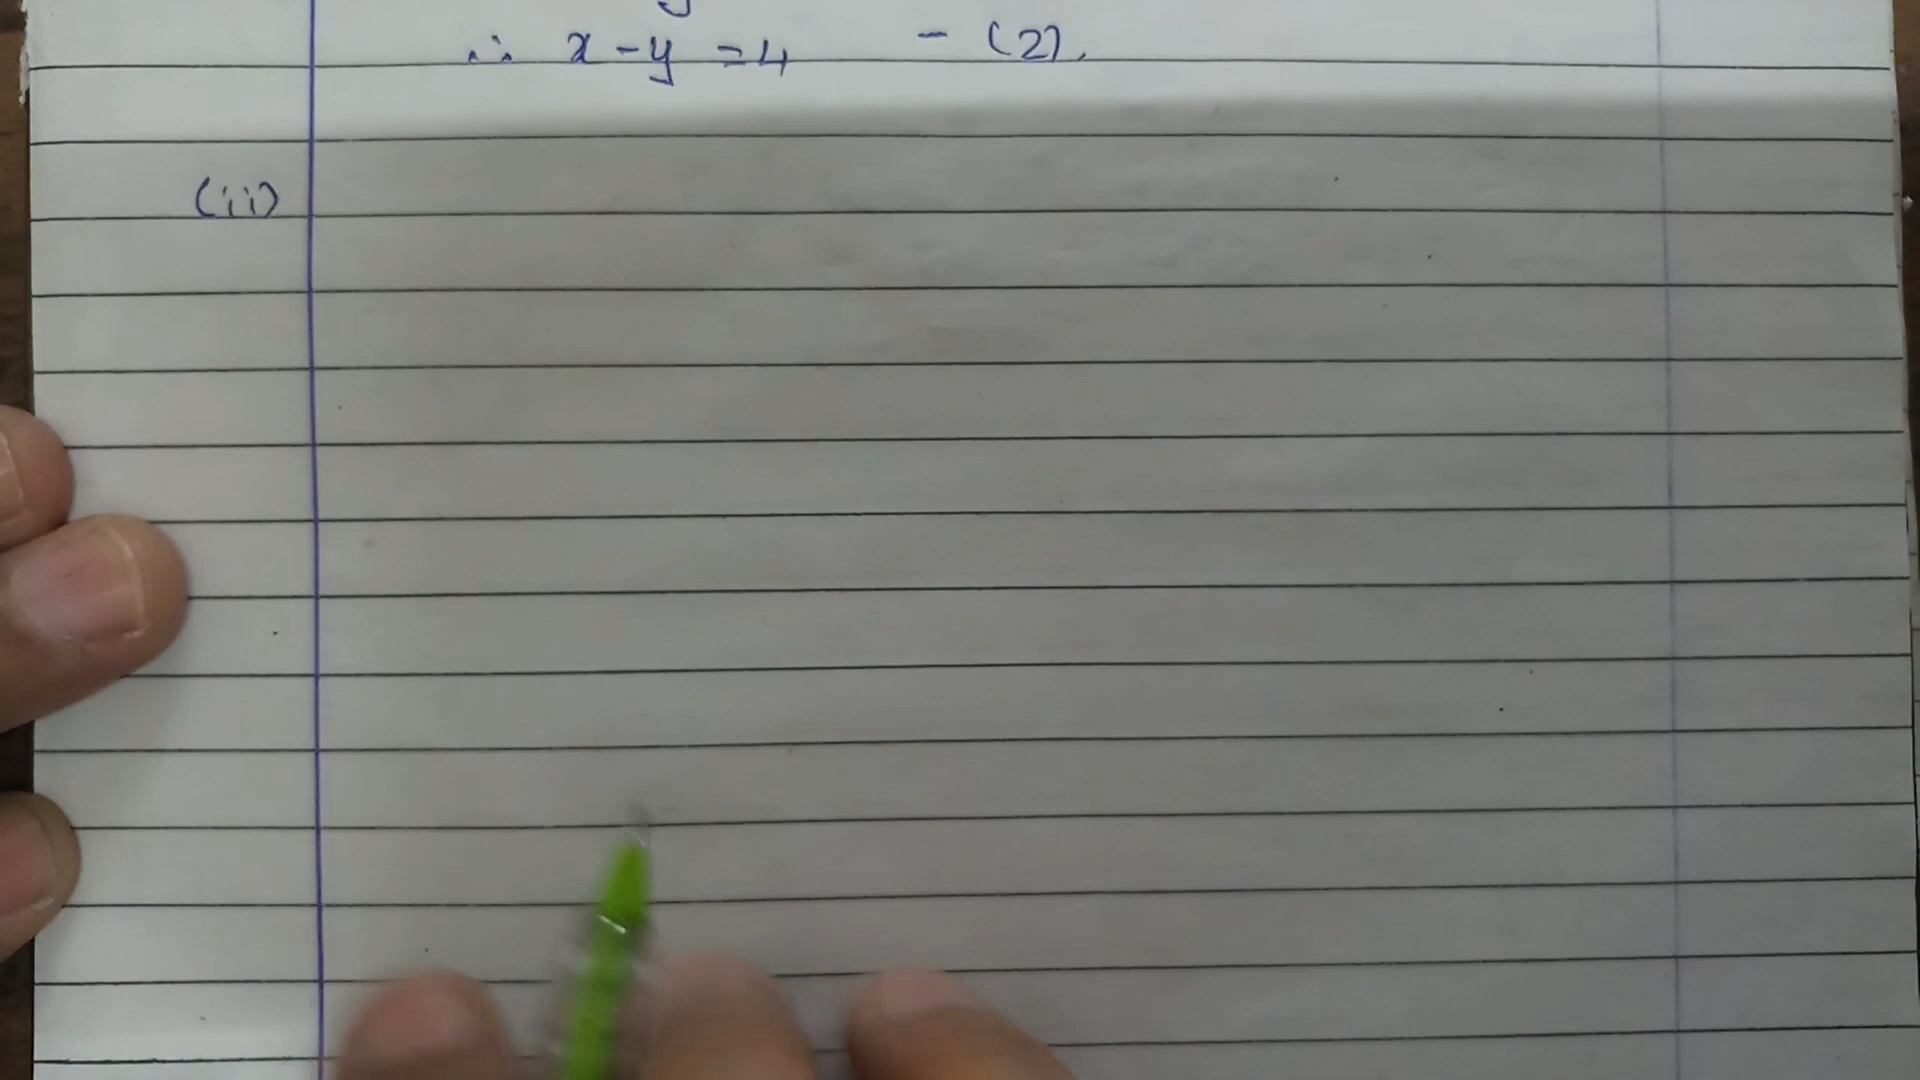 ∴ x - y = 4 - (2).
(ii)